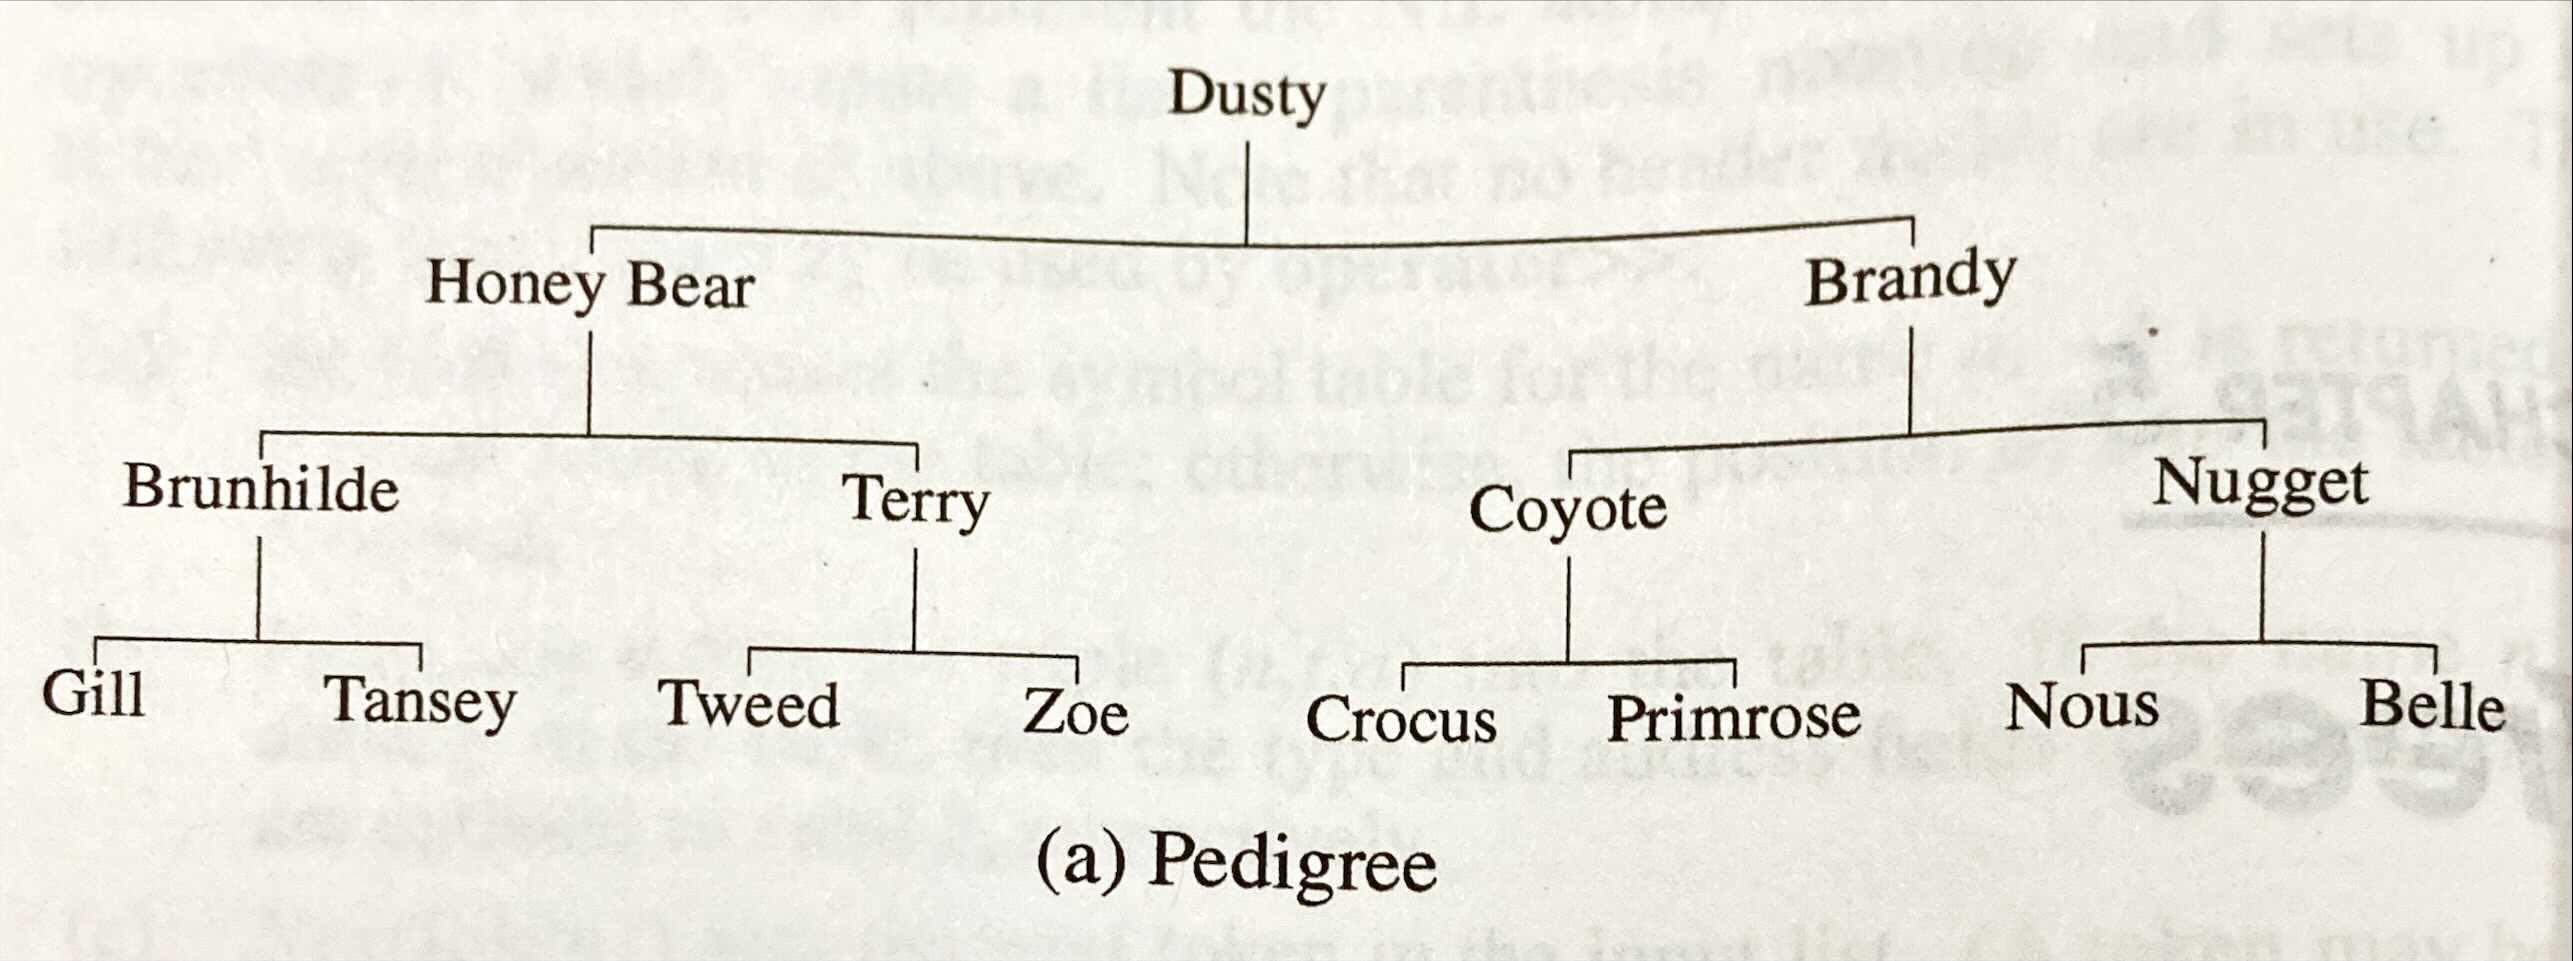 Dusty
Honey Bear Brandy
Brunhilde Terry Coyote Nugget
Gill Tansey Tweed Zoe Crocus Primrose Nous Belle
(a) Pedigree